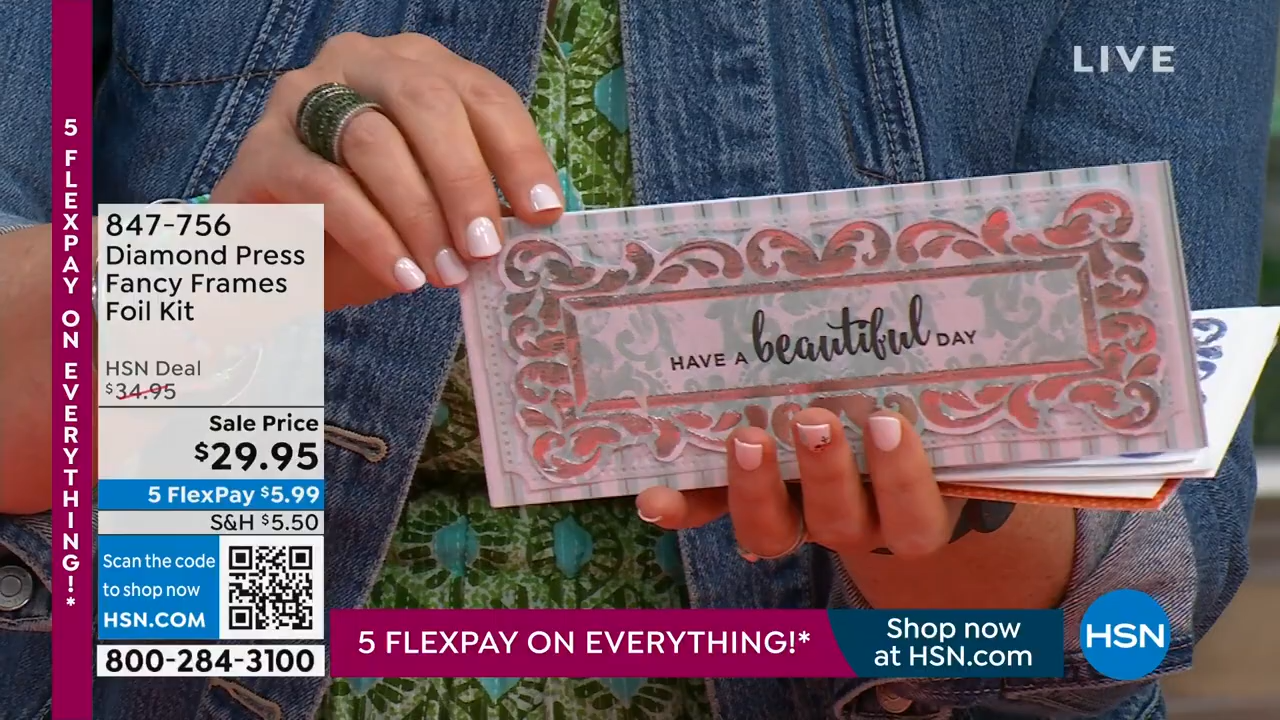 LIVE
5 FLEXPAY ON EVERYTHING!*
847-756
Diamond Press
Fancy Frames
Foil Kit
HSN Deal
$34.95
Sale Price
$29.95
5 FlexPay $5.99
S&H $5.50
Scan the code
to shop now
HSN.COM
800-284-3100
HAVE A beautiful DAY
5 FLEXPAY ON EVERYTHING!*
Shop now
at HSN.com
HSN